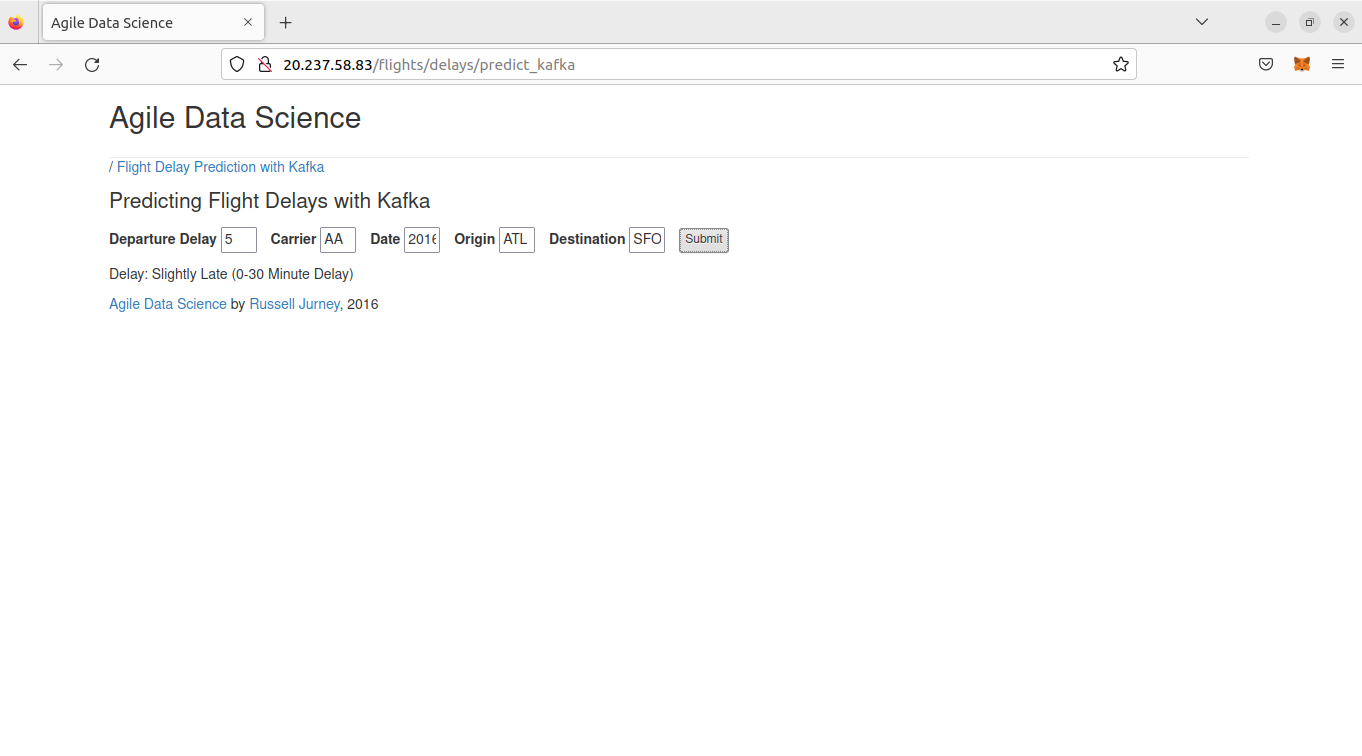 Agile Data Science
20.237.58.83/flights/delays/predict_kafka
Agile Data Science
/ Flight Delay Prediction with Kafka
Predicting Flight Delays with Kafka
Departure Delay 5 Carrier AA Date 2016 Origin ATL Destination SFO Submit
Delay: Slightly Late (0-30 Minute Delay)
Agile Data Science by Russell Jurney, 2016